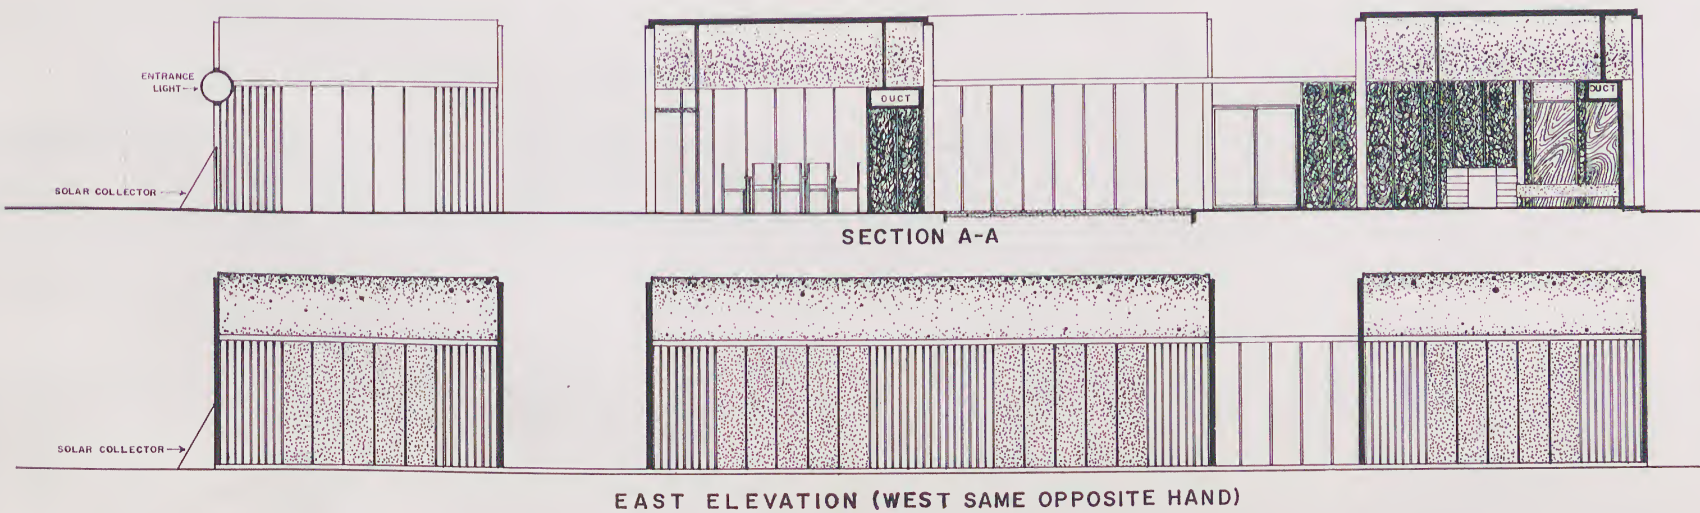 ENTRANCE
LIGHT
DUCT
DUCT
SOLAR COLLECTOR
SECTION A-A
SOLAR COLLECTOR
EAST ELEVATION (WEST SAME OPPOSITE HAND)